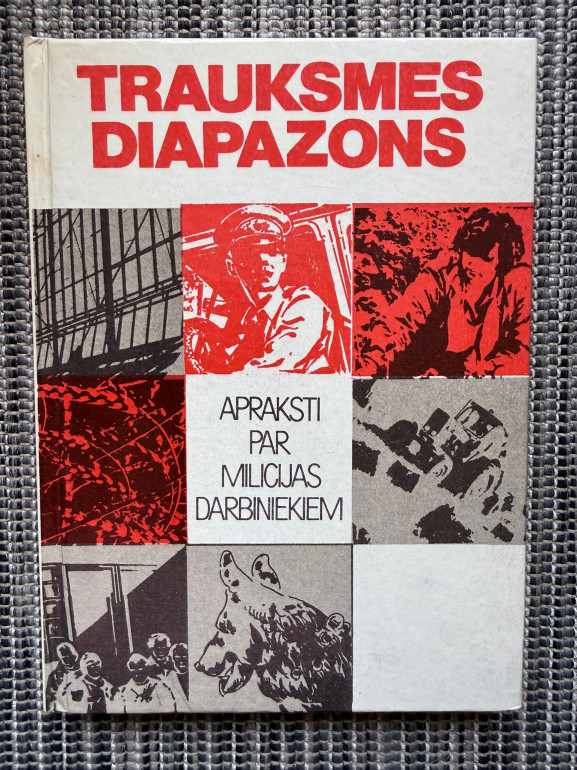 TRAUKSMES
DIAPAZONS
APRAKSTI
PAR
MILICIJAS
DARBINIEKIEM